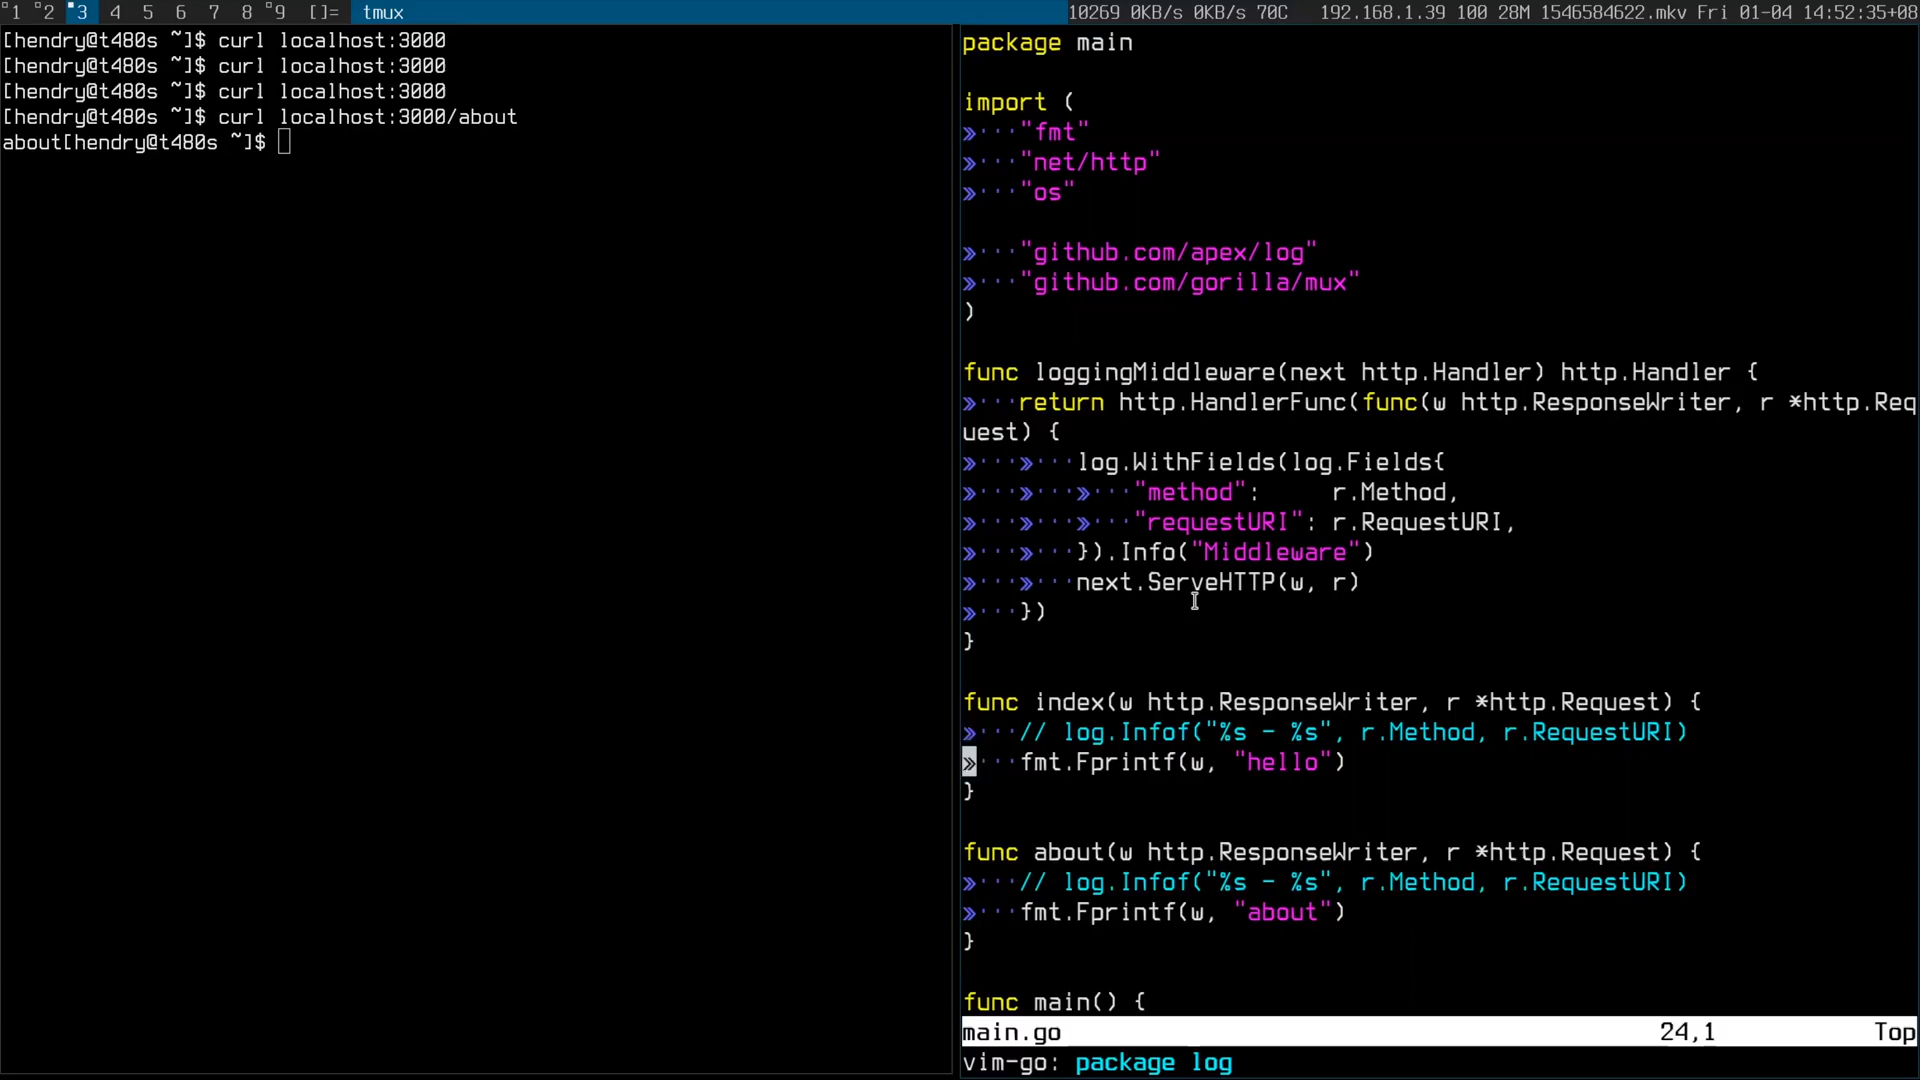 1 2 3 4 5 6 7 8 9 []= tmux 10269 0KB/s 0KB/s 70C 192.168.1.39 100 28M 1546584622.mkv Fri 01-04 14:52:35+08
[hendry@t480s ~]$ curl localhost:3000
[hendry@t480s ~]$ curl localhost:3000
[hendry@t480s ~]$ curl localhost:3000
[hendry@t480s ~]$ curl localhost:3000/about
about[hendry@t480s ~]$
package main
import (
»···"fmt"
»···"net/http"
»···"os"
»···"github.com/apex/log"
»···"github.com/gorilla/mux"
)
func loggingMiddleware(next http.Handler) http.Handler {
»···return http.HandlerFunc(func(w http.ResponseWriter, r *http.Req
uest) {
»···»···log.WithFields(log.Fields{
»···»···»···"method":     r.Method,
»···»···»···"requestURI": r.RequestURI,
»···»···}).Info("Middleware")
»···»···next.ServeHTTP(w, r)
»···})
}
func index(w http.ResponseWriter, r *http.Request) {
»···// log.Infof("%s - %s", r.Method, r.RequestURI)
»···fmt.Fprintf(w, "hello")
}
func about(w http.ResponseWriter, r *http.Request) {
»···// log.Infof("%s - %s", r.Method, r.RequestURI)
»···fmt.Fprintf(w, "about")
}
func main() {
main.go 24,1 Top
vim-go: package log